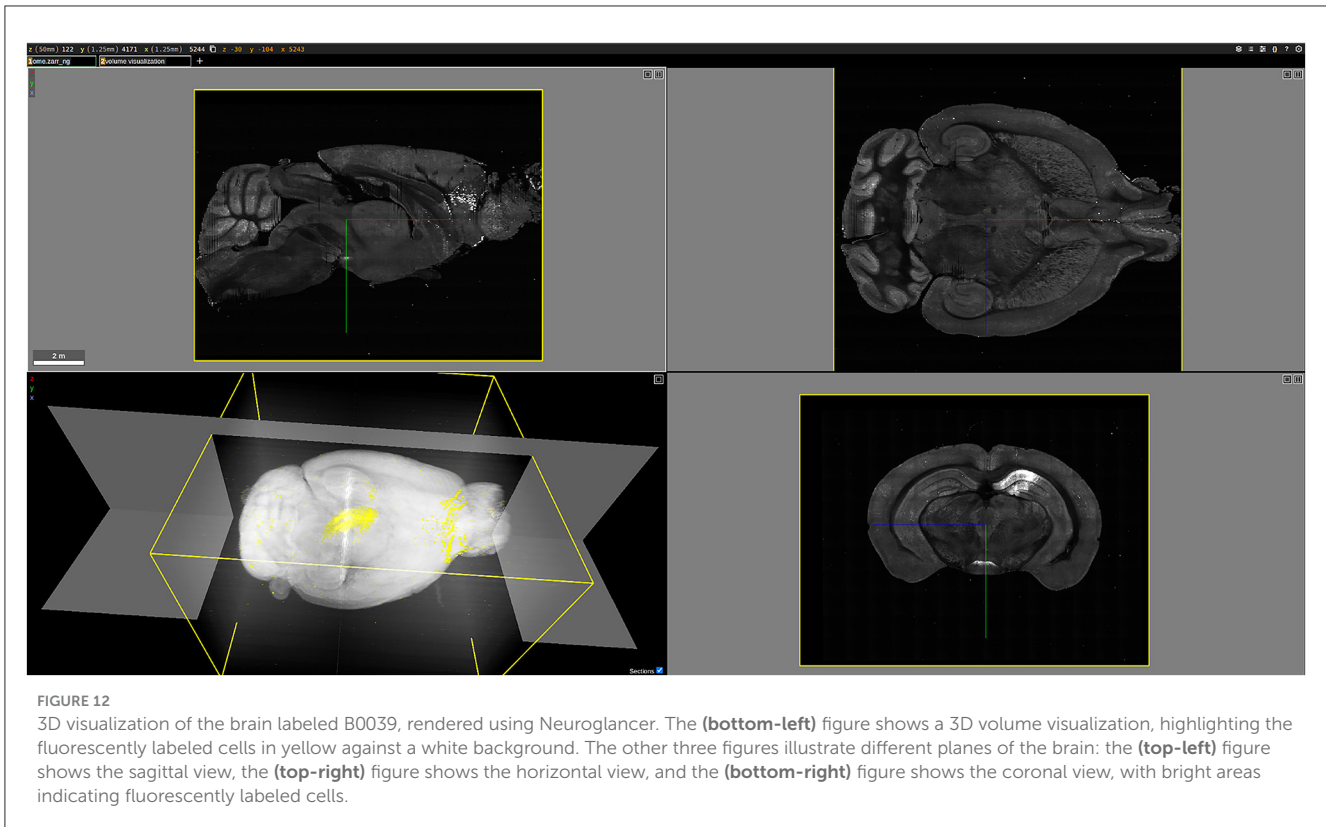 z (50mm) 122 y (1.25mm) 4171 x (1.25mm) 5244 z -30 y -104 x 5243
1ome.zarr_ng 2volume visualization +
y
x
2 m
z
y
x
Sections
FIGURE 12
3D visualization of the brain labeled B0039, rendered using Neuroglancer. The (bottom-left) figure shows a 3D volume visualization, highlighting the
fluorescently labeled cells in yellow against a white background. The other three figures illustrate different planes of the brain: the (top-left) figure
shows the sagittal view, the (top-right) figure shows the horizontal view, and the (bottom-right) figure shows the coronal view, with bright areas
indicating fluorescently labeled cells.